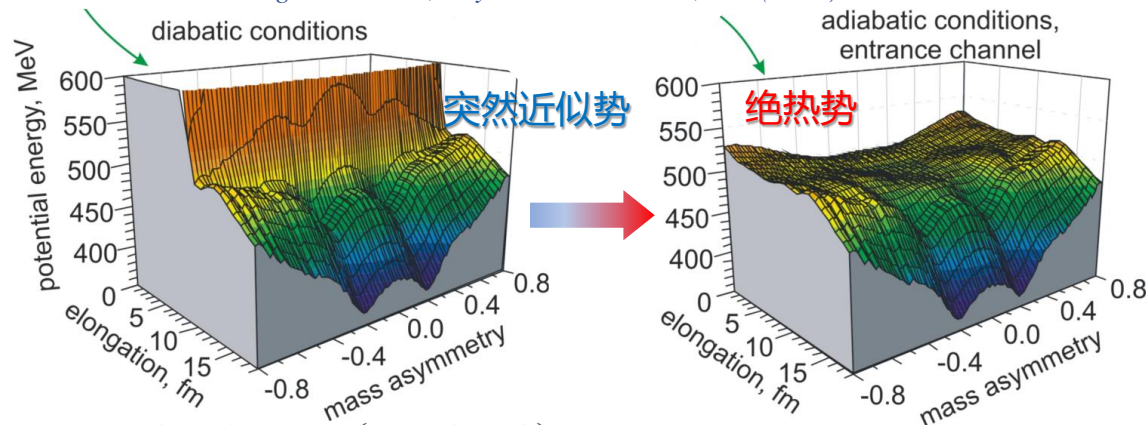 diabatic conditions
adiabatic conditions,
entrance channel
突然近似势
绝热势
potential energy, MeV
600
550
500
450
400
0
5
10
15
elongation, fm
-0.8
-0.4
0.0
0.4
0.8
mass asymmetry
600
550
500
450
400
0
5
10
15
elongation, fm
-0.8
-0.4
0.0
0.4
0.8
mass asymmetry